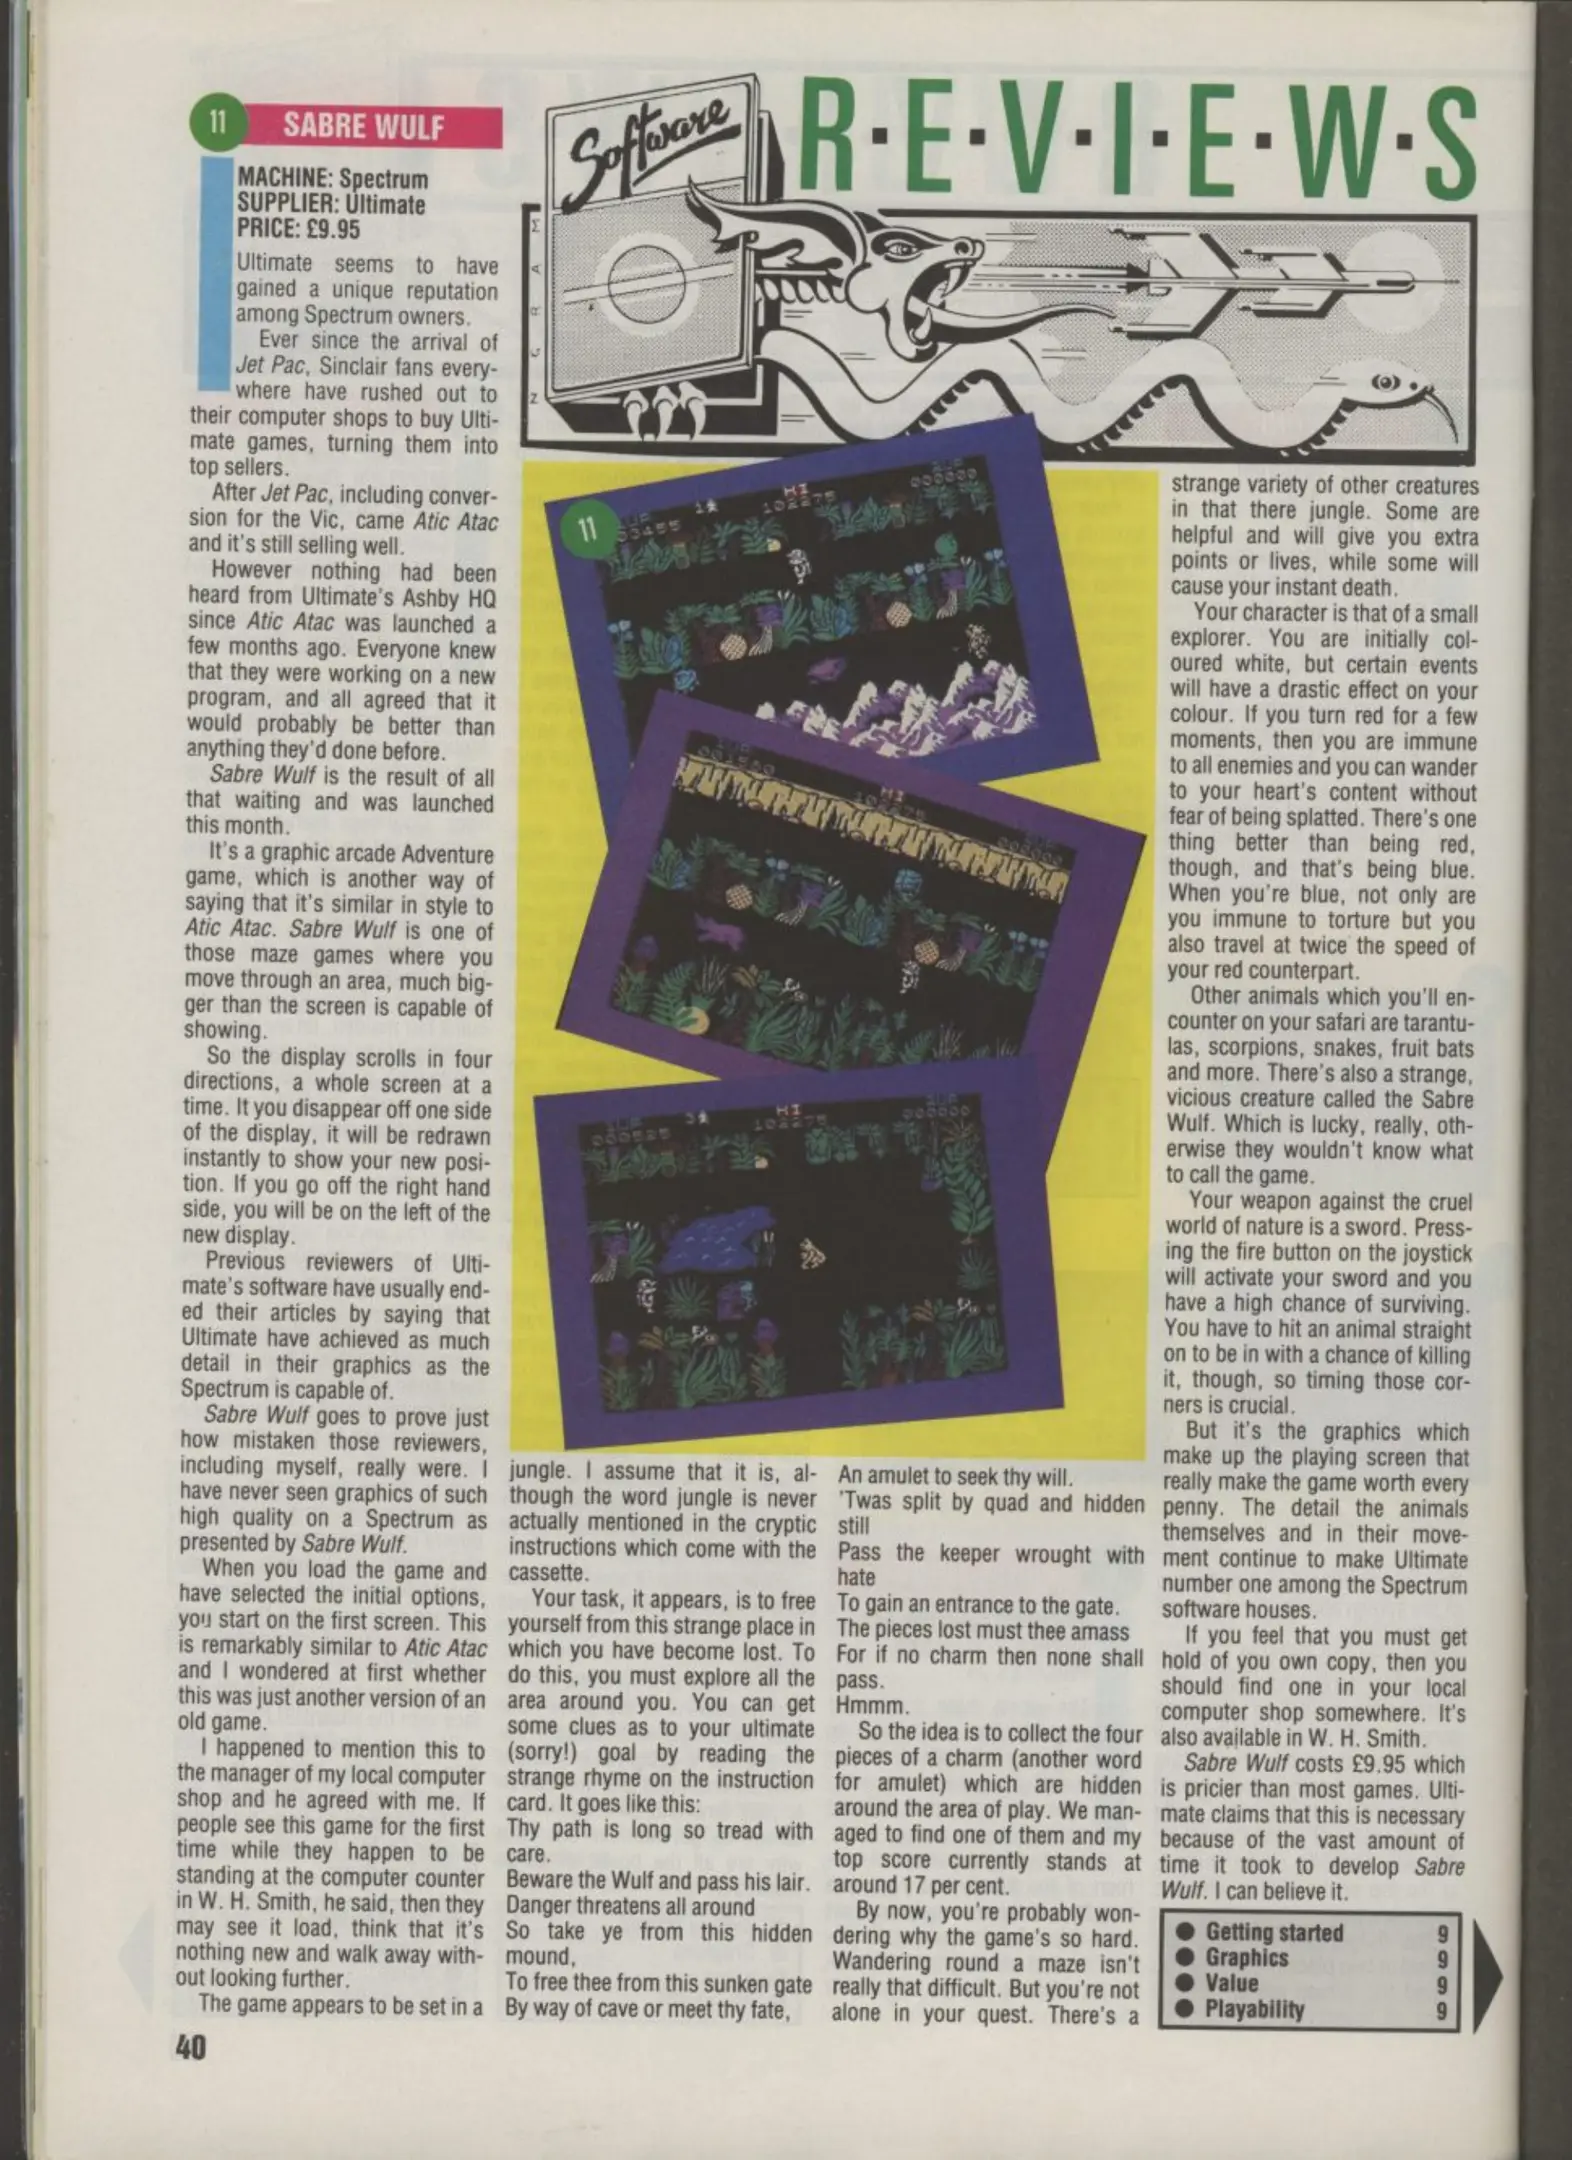 11
SABRE WULF
MACHINE: Spectrum
SUPPLIER: Ultimate
PRICE: £9.95
Ultimate seems to have
gained a unique reputation
among Spectrum owners.
Ever since the arrival of
Jet Pac, Sinclair fans every-
where have rushed out to
their computer shops to buy Ulti-
mate games, turning them into
top sellers.
After Jet Pac, including conver-
sion for the Vic, came Atic Atac
and it's still selling well.
However nothing had been
heard from Ultimate's Ashby HQ
since Atic Atac was launched a
few months ago. Everyone knew
that they were working on a new
program, and all agreed that it
would probably be better than
anything they'd done before.
Sabre Wulf is the result of all
that waiting and was launched
this month.
It's a graphic arcade Adventure
game, which is another way of
saying that it's similar in style to
Atic Atac. Sabre Wulf is one of
those maze games where you
move through an area, much big-
ger than the screen is capable of
showing.
So the display scrolls in four
directions, a whole screen at a
time. It you disappear off one side
of the display, it will be redrawn
instantly to show your new posi-
tion. If you go off the right hand
side, you will be on the left of the
new display.
Previous reviewers of Ulti-
mate's software have usually end-
ed their articles by saying that
Ultimate have achieved as much
detail in their graphics as the
Spectrum is capable of.
Sabre Wulf goes to prove just
how mistaken those reviewers,
including myself, really were. I
have never seen graphics of such
high quality on a Spectrum as
presented by Sabre Wulf.
When you load the game and
have selected the initial options,
you start on the first screen. This
is remarkably similar to Atic Atac
and I wondered at first whether
this was just another version of an
old game.
I happened to mention this to
the manager of my local computer
shop and he agreed with me. If
people see this game for the first
time while they happen to be
standing at the computer counter
in W. H. Smith, he said, then they
may see it load, think that it's
nothing new and walk away with-
out looking further.
The game appears to be set in a
40
Software
R·E·V·I·E·W·S
N G R A M
11
1UP
00455
1
HI
102275
000000
1UP
001520
HI
102275
000000
1UP
000525
3
HI
102275
2UP
000000
jungle. I assume that it is, al-
though the word jungle is never
actually mentioned in the cryptic
instructions which come with the
cassette.
Your task, it appears, is to free
yourself from this strange place in
which you have become lost. To
do this, you must explore all the
area around you. You can get
some clues as to your ultimate
(sorry!) goal by reading the
strange rhyme on the instruction
card. It goes like this:
Thy path is long so tread with
care.
Beware the Wulf and pass his lair.
Danger threatens all around
So take ye from this hidden
mound,
To free thee from this sunken gate
By way of cave or meet thy fate,
An amulet to seek thy will.
'Twas split by quad and hidden
still
Pass the keeper wrought with
hate
To gain an entrance to the gate.
The pieces lost must thee amass
For if no charm then none shall
pass.
Hmmm.
So the idea is to collect the four
pieces of a charm (another word
for amulet) which are hidden
around the area of play. We man-
aged to find one of them and my
top score currently stands at
around 17 per cent.
By now, you're probably won-
dering why the game's so hard.
Wandering round a maze isn't
really that difficult. But you're not
alone in your quest. There's a
strange variety of other creatures
in that there jungle. Some are
helpful and will give you extra
points or lives, while some will
cause your instant death.
Your character is that of a small
explorer. You are initially col-
oured white, but certain events
will have a drastic effect on your
colour. If you turn red for a few
moments, then you are immune
to all enemies and you can wander
to your heart's content without
fear of being splatted. There's one
thing better than being red,
though, and that's being blue.
When you're blue, not only are
you immune to torture but you
also travel at twice the speed of
your red counterpart.
Other animals which you'll en-
counter on your safari are tarantu-
las, scorpions, snakes, fruit bats
and more. There's also a strange,
vicious creature called the Sabre
Wulf. Which is lucky, really, oth-
erwise they wouldn't know what
to call the game.
Your weapon against the cruel
world of nature is a sword. Press-
ing the fire button on the joystick
will activate your sword and you
have a high chance of surviving.
You have to hit an animal straight
on to be in with a chance of killing
it, though, so timing those cor-
ners is crucial.
But it's the graphics which
make up the playing screen that
really make the game worth every
penny. The detail the animals
themselves and in their move-
ment continue to make Ultimate
number one among the Spectrum
software houses.
If you feel that you must get
hold of you own copy, then you
should find one in your local
computer shop somewhere. It's
also available in W. H. Smith.
Sabre Wulf costs £9.95 which
is pricier than most games. Ulti-
mate claims that this is necessary
because of the vast amount of
time it took to develop Sabre
Wulf. I can believe it.
● Getting started 9
● Graphics 9
● Value 9
● Playability 9